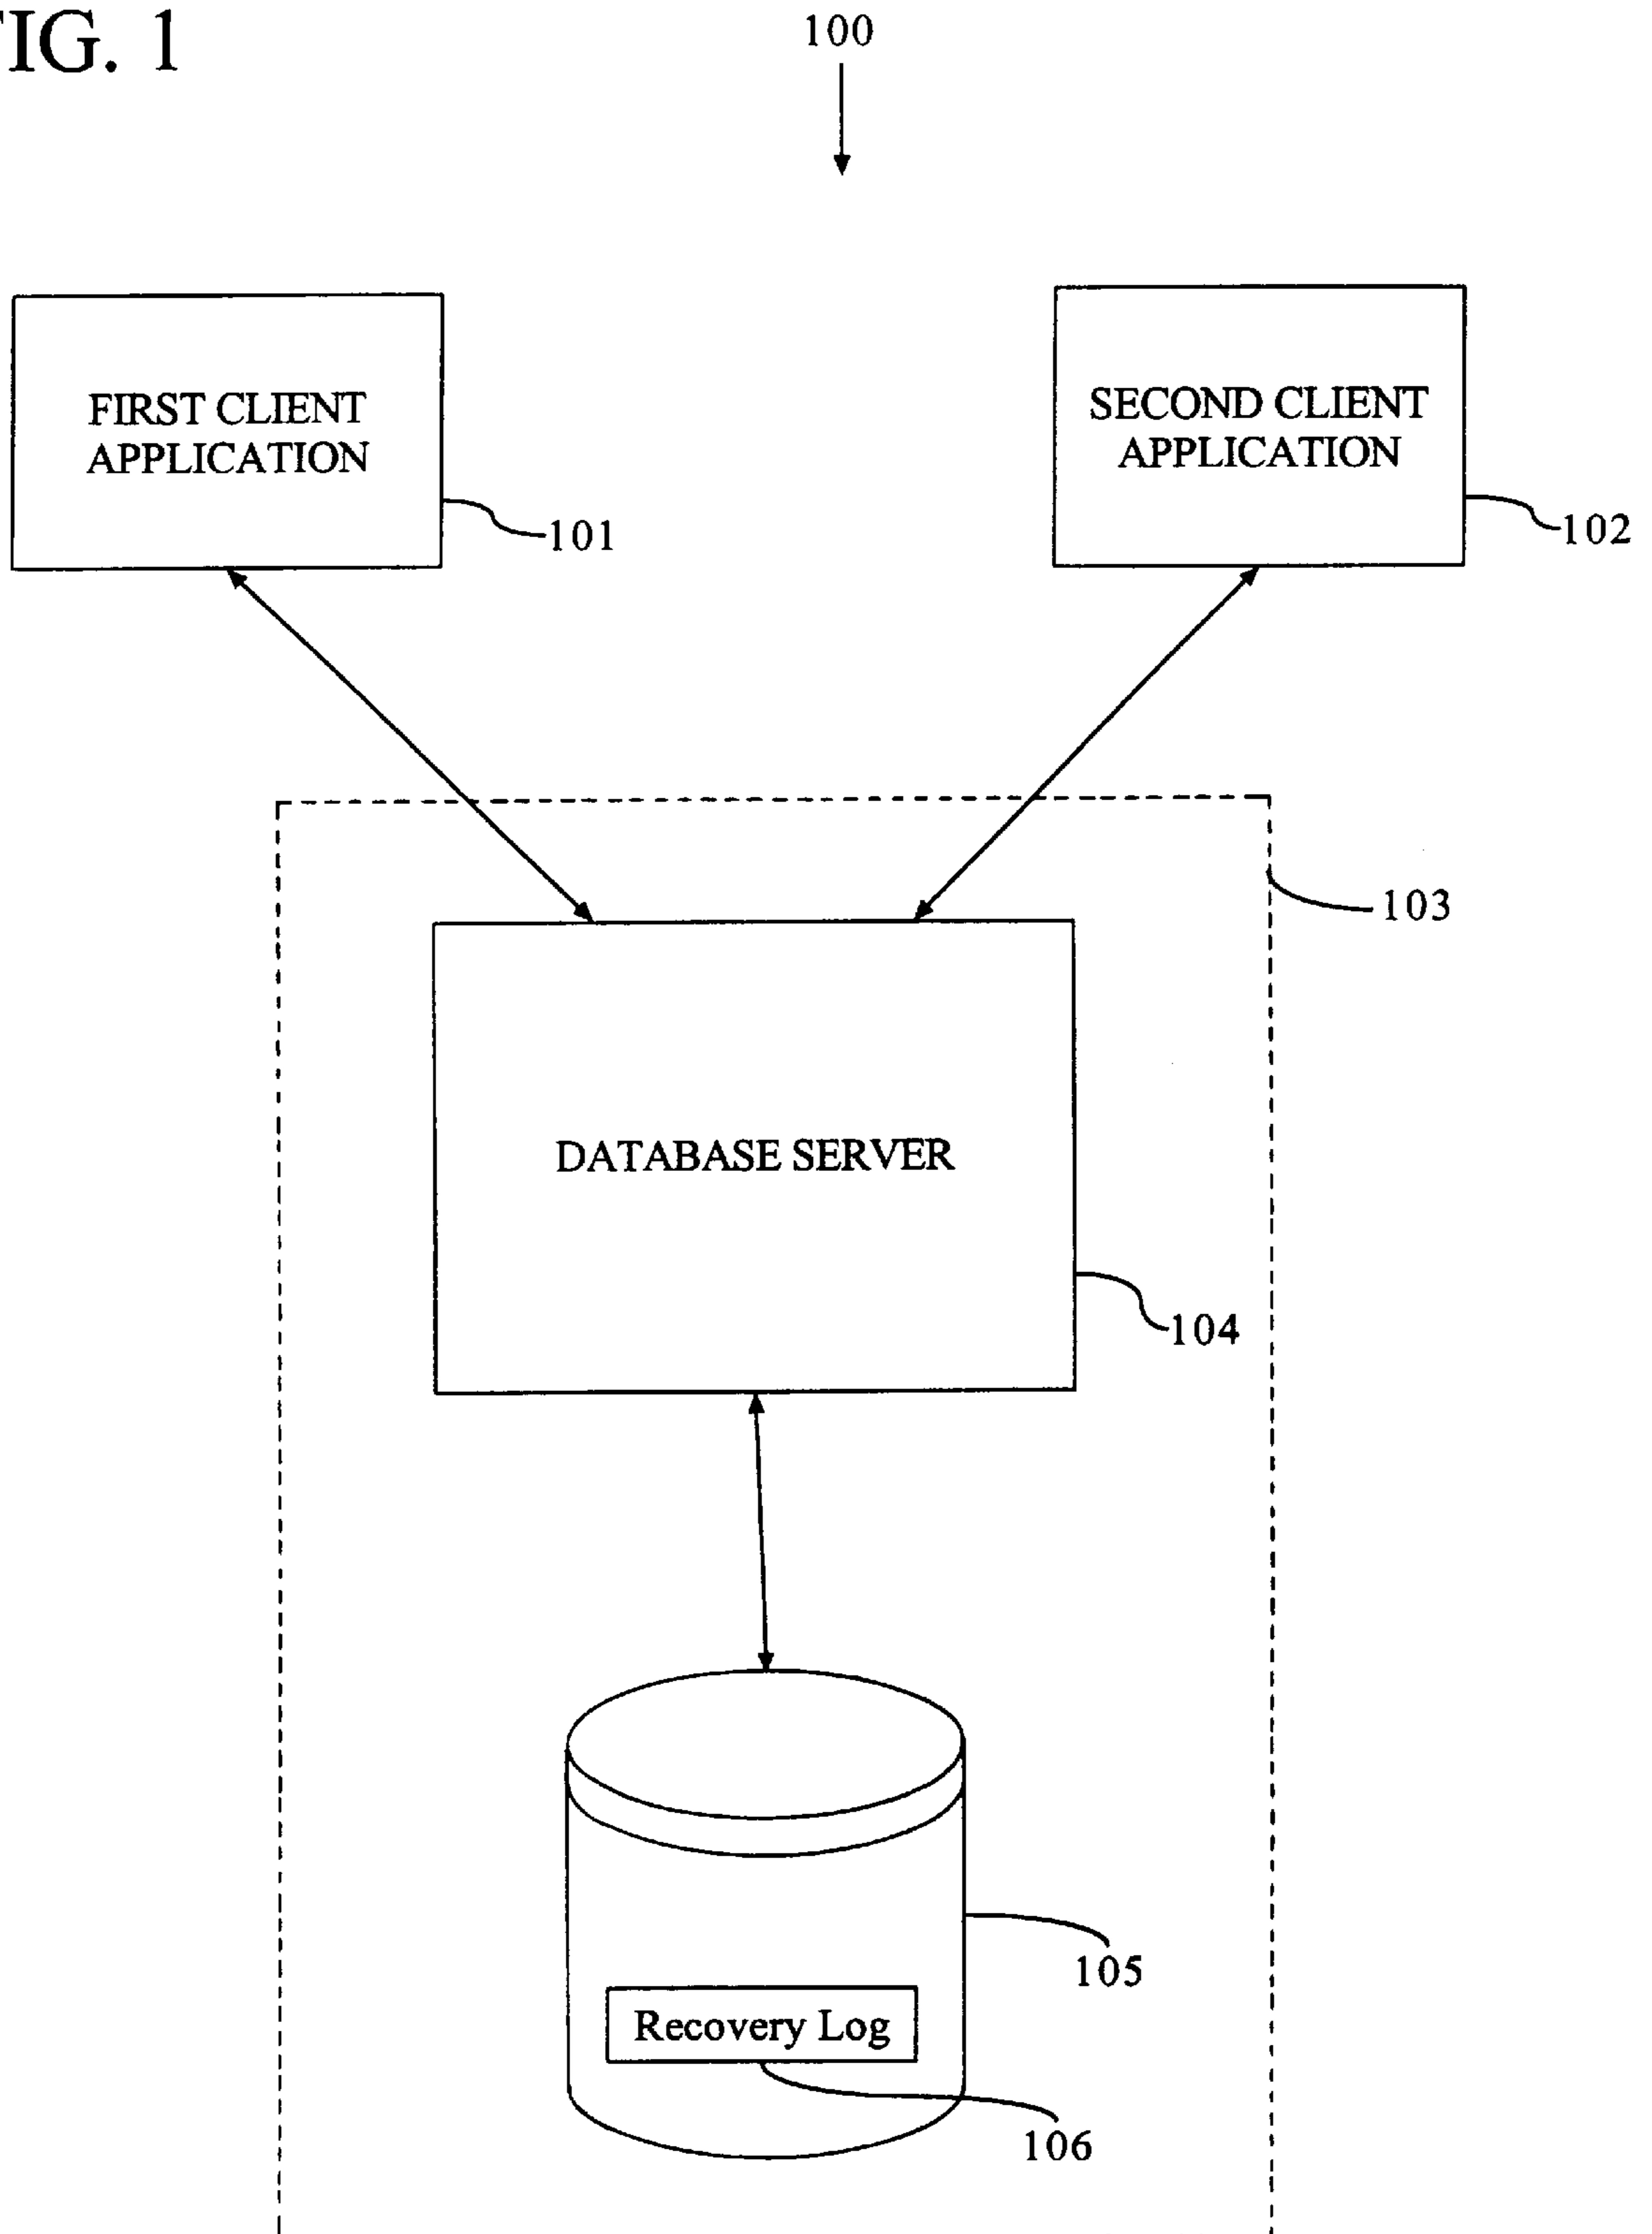 FIG. 1
100
FIRST CLIENT
APPLICATION
101
SECOND CLIENT
APPLICATION
102
103
DATABASE SERVER
104
105
Recovery Log
106